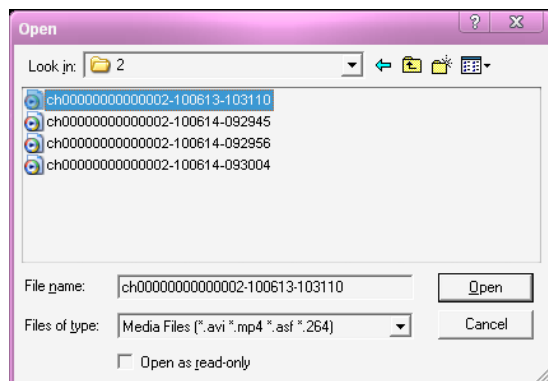 Open
Look in: 2
ch00000000000002-100613-103110
ch00000000000002-100614-092945
ch00000000000002-100614-092956
ch00000000000002-100614-093004
File name: ch00000000000002-100613-103110 Open
Files of type: Media Files (*.avi *.mp4 *.asf *.264) Cancel
Open as read-only